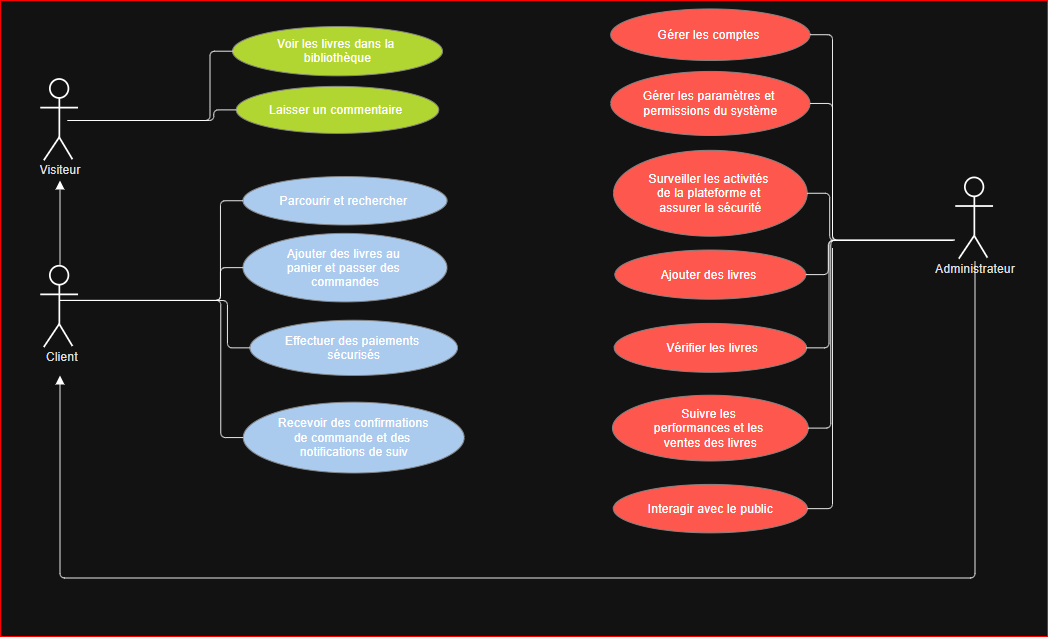 Voir les livres dans la
bibliothèque
Laisser un commentaire
Visiteur
Parcourir et rechercher
Ajouter des livres au
panier et passer des
commandes
Effectuer des paiements
sécurisés
Recevoir des confirmations
de commande et des
notifications de suiv
Client
Gérer les comptes
Gérer les paramètres et
permissions du système
Surveiller les activités
de la plateforme et
assurer la sécurité
Ajouter des livres
Vérifier les livres
Suivre les
performances et les
ventes des livres
Interagir avec le public
Administrateur